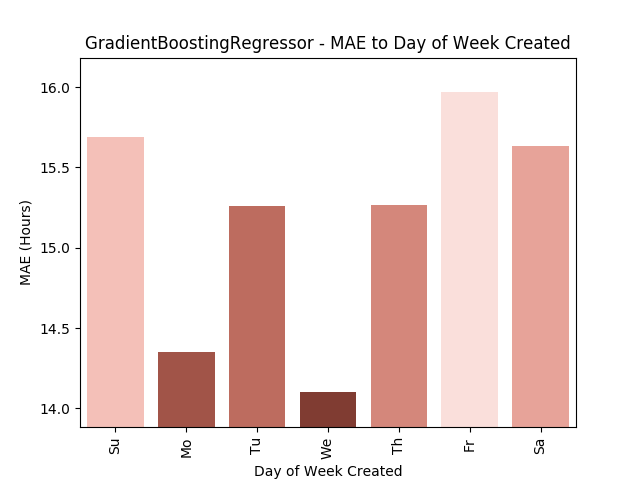 GradientBoostingRegressor - MAE to Day of Week Created
16.0
15.5
15.0
14.5
14.0
MAE (Hours)
Su Mo Tu We Th Fr Sa
Day of Week Created